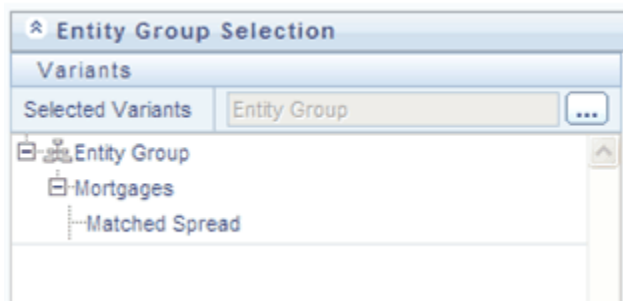 Entity Group Selection
Variants
Selected Variants Entity Group ...
Entity Group
Mortgages
Matched Spread